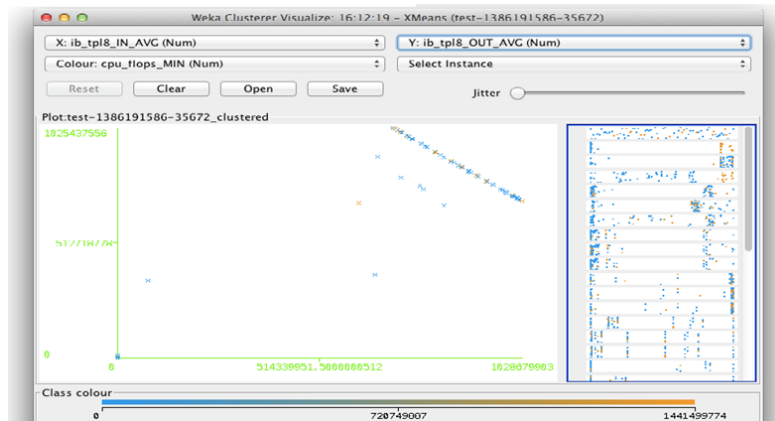 Weka Clusterer Visualize: 16:12:19 – XMeans (test-1386191586-35672)
X: ib_tpl8_IN_AVG (Num)
Y: ib_tpl8_OUT_AVG (Num)
Colour: cpu_flops_MIN (Num)
Select Instance
Reset
Clear
Open
Save
Jitter
Plot:test-1386191586-35672_clustered
1025437556
512718778
0
0
514339951.5000000512
1028679903
Class colour
0
720749007
1441499774